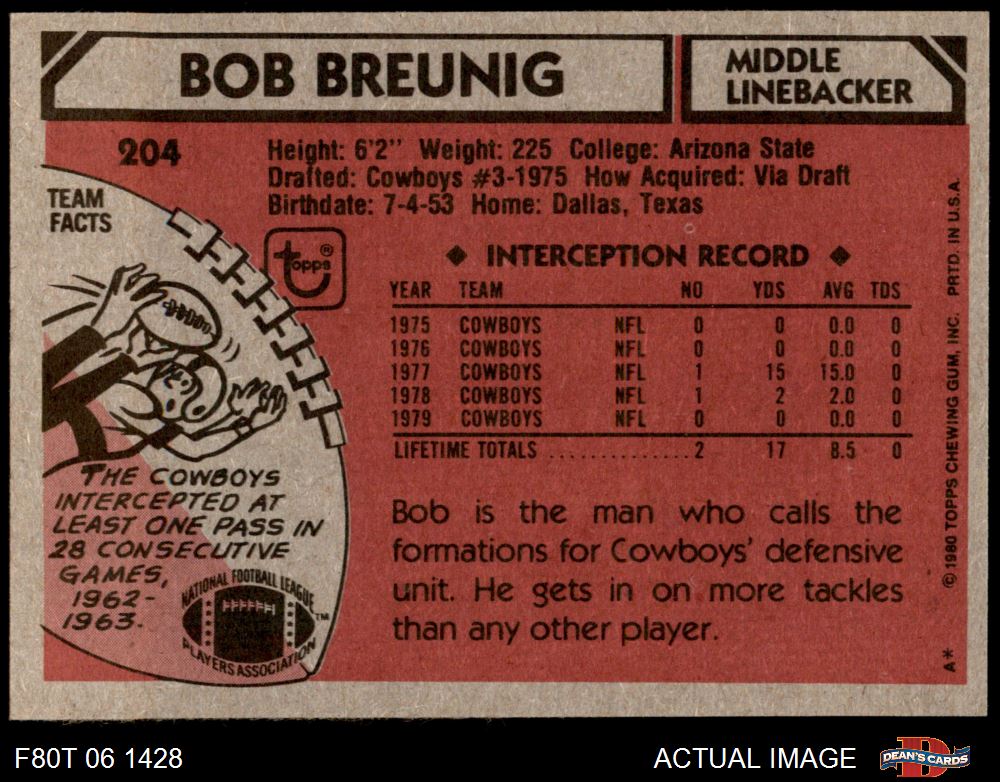 BOB BREUNIG
MIDDLE
LINEBACKER
204
Height: 6'2" Weight: 225 College: Arizona State
Drafted: Cowboys #3-1975 How Acquired: Via Draft
Birthdate: 7-4-53 Home: Dallas, Texas
TEAM
FACTS
topps®
◆ INTERCEPTION RECORD ◆
YEAR TEAM NO YDS AVG TDS
1975 COWBOYS NFL 0 0 0.0 0
1976 COWBOYS NFL 0 0 0.0 0
1977 COWBOYS NFL 1 15 15.0 0
1978 COWBOYS NFL 1 2 2.0 0
1979 COWBOYS NFL 0 0 0.0 0
LIFETIME TOTALS .............. 2 17 8.5 0
THE COWBOYS
INTERCEPTED AT
LEAST ONE PASS IN
28 CONSECUTIVE
GAMES,
1962-
1963.
NATIONAL FOOTBALL LEAGUE
PLAYERS ASSOCIATION
TM
Bob is the man who calls the
formations for Cowboys' defensive
unit. He gets in on more tackles
than any other player.
A* © 1980 TOPPS CHEWING GUM, INC. PRTD. IN U.S.A.
F80T 06 1428
ACTUAL IMAGE
D
DEAN'S CARDS